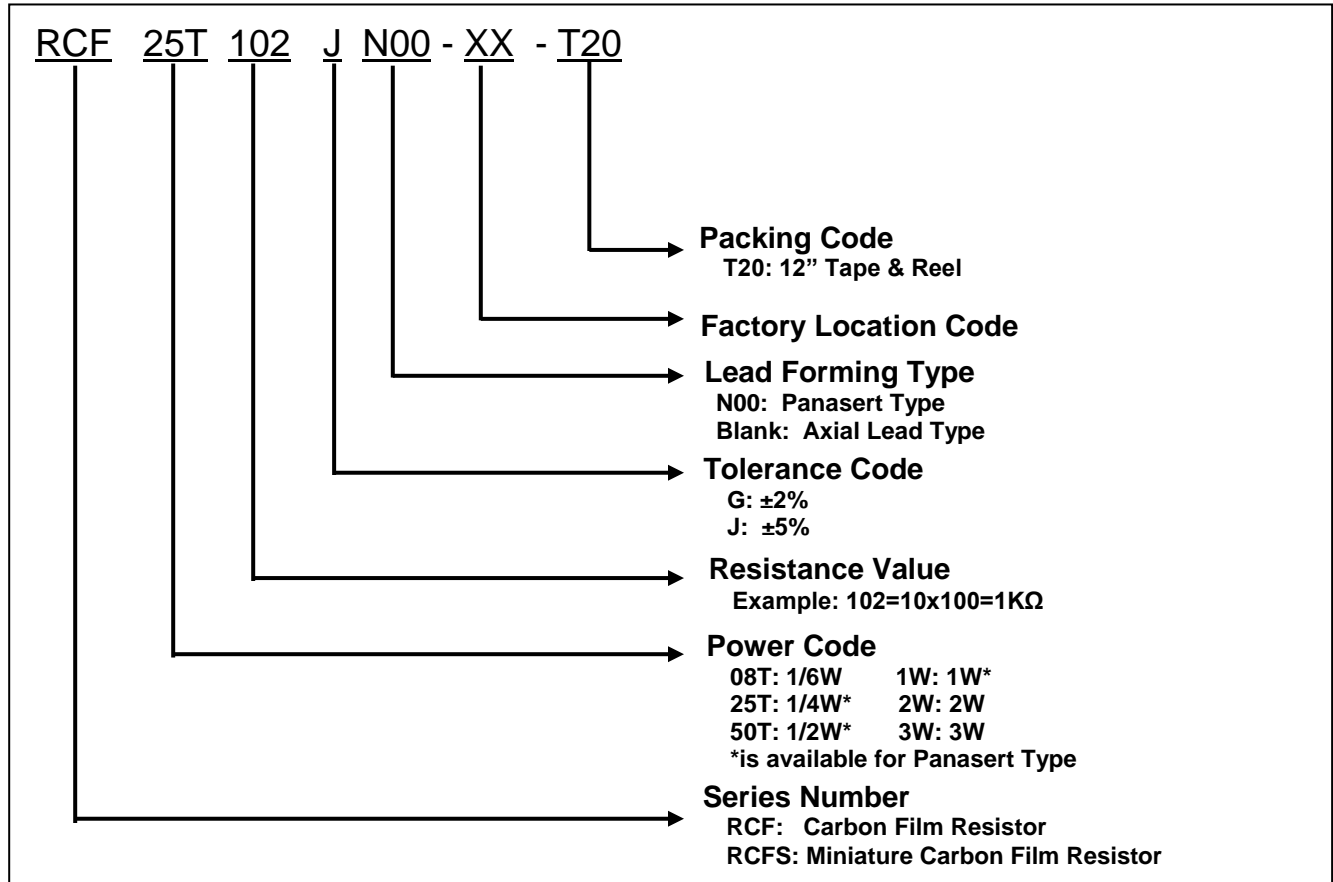 RCF 25T 102 J N00 - XX - T20
Packing Code
T20: 12” Tape & Reel
Factory Location Code
Lead Forming Type
N00: Panasert Type
Blank: Axial Lead Type
Tolerance Code
G: ±2%
J: ±5%
Resistance Value
Example: 102=10x100=1KΩ
Power Code
08T: 1/6W 1W: 1W*
25T: 1/4W* 2W: 2W
50T: 1/2W* 3W: 3W
*is available for Panasert Type
Series Number
RCF: Carbon Film Resistor
RCFS: Miniature Carbon Film Resistor